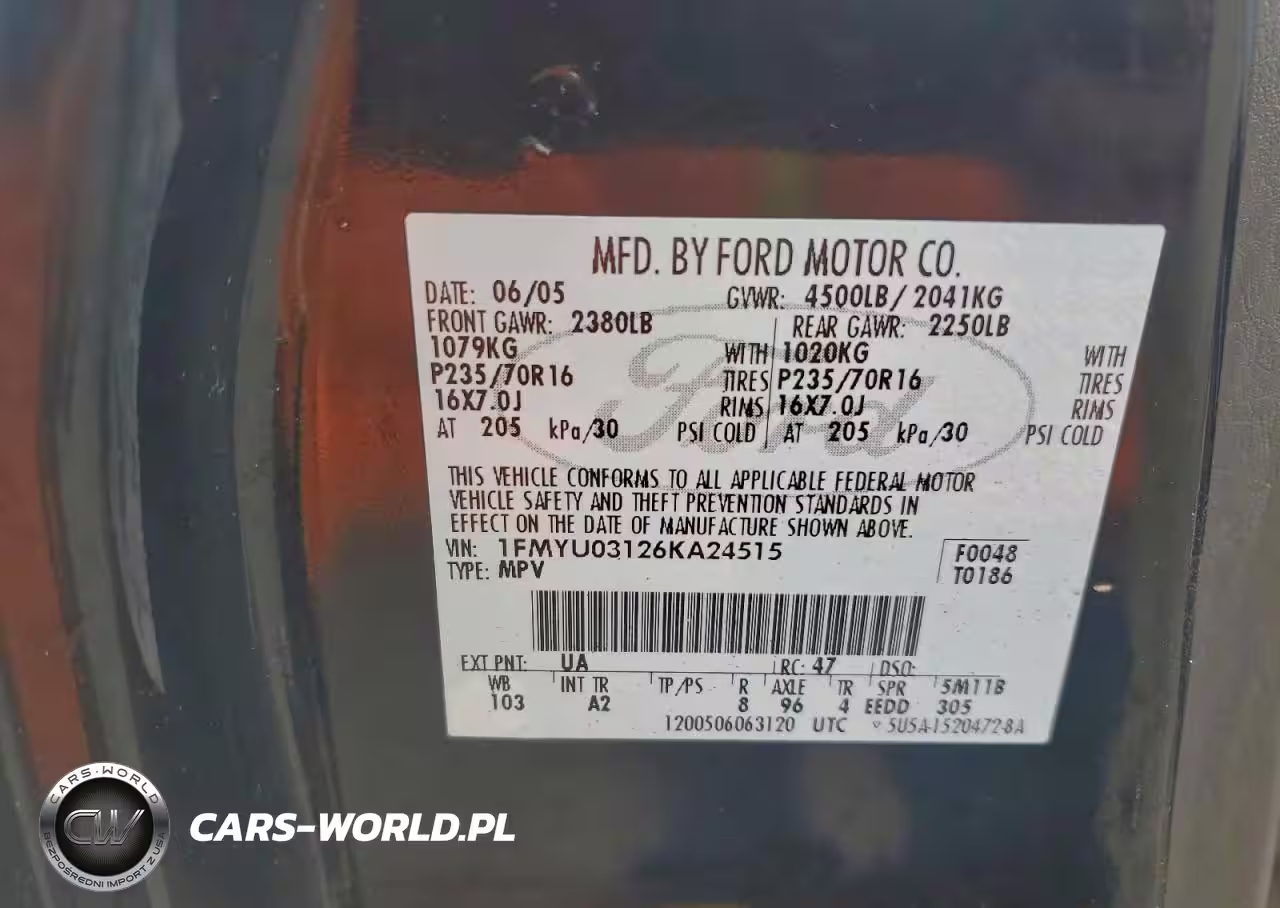 MFD. BY FORD MOTOR CO.
DATE: 06/05 GVWR: 4500LB/ 2041KG
FRONT GAWR: 2380LB REAR GAWR: 2250LB
1079KG WITH 1020KG WITH
P235/70R16 TIRES P235/70R16 TIRES
16X7.0J RIMS 16X7.0J RIMS
AT 205 kPa/30 PSI COLD AT 205 kPa/30 PSI COLD
Ford
THIS VEHICLE CONFORMS TO ALL APPLICABLE FEDERAL MOTOR
VEHICLE SAFETY AND THEFT PREVENTION STANDARDS IN
EFFECT ON THE DATE OF MANUFACTURE SHOWN ABOVE.
VIN: 1FMYU03126KA24515 F0048
TYPE: MPV T0186
EXT PNT: UA RC: 47 DSO:
WB INT TR TP/PS R AXLE TR SPR 5M11B
103 A2 8 96 4 EEDD 305
1200506063120 UTC 5U5A-1520472-BA
CARS-WORLD
CW
BEZPOŚREDNI IMPORT Z USA
CARS-WORLD.PL